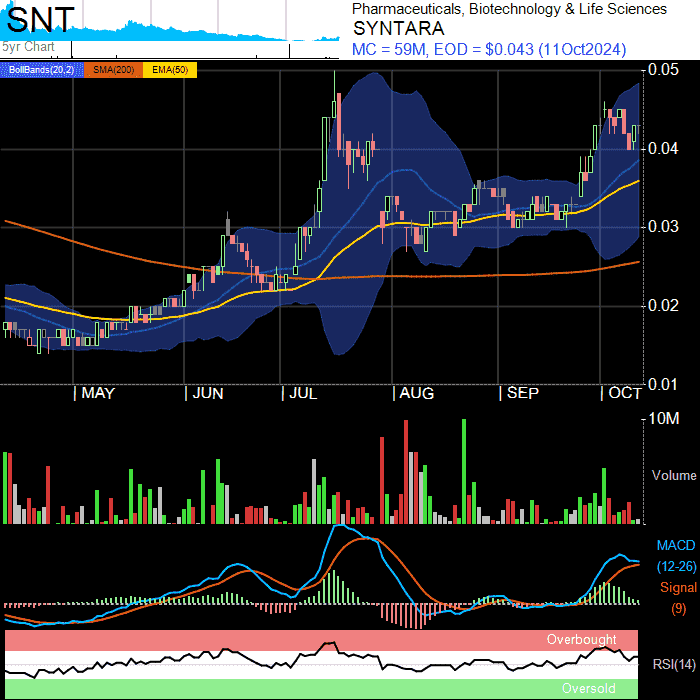 SNT
5yr Chart
Pharmaceuticals, Biotechnology & Life Sciences
SYNTARA
MC = 59M, EOD = $0.043 (11Oct2024)
BollBands(20,2) SMA(200) EMA(50)
0.05
0.04
0.03
0.02
0.01
MAY JUN JUL AUG SEP OCT
10M
Volume
MACD
(12-26)
Signal
(9)
Overbought
RSI(14)
Oversold